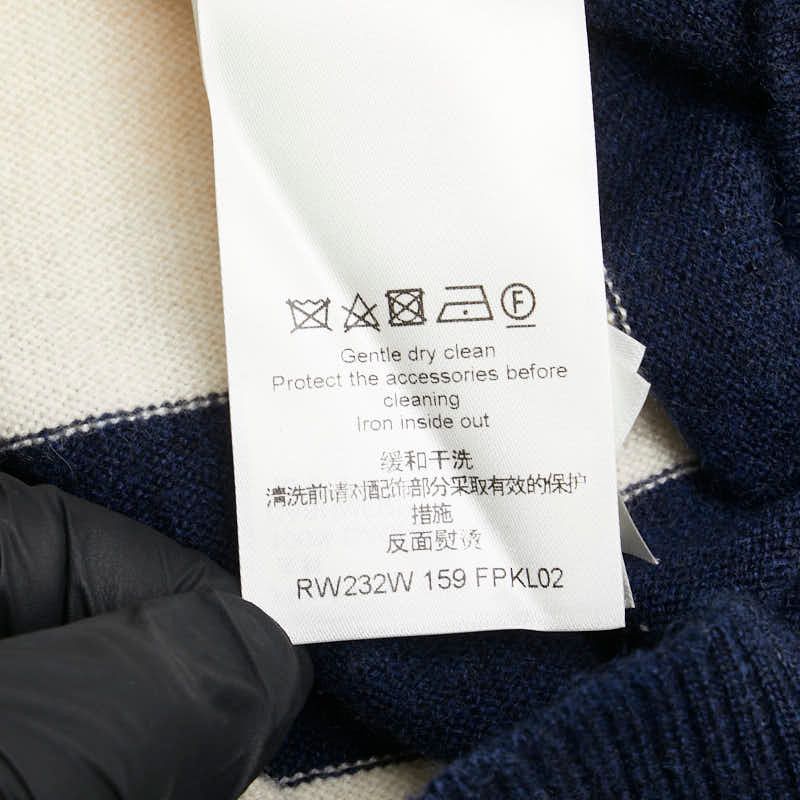 F
Gentle dry clean
Protect the accessories before
cleaning
Iron inside out
缓和干洗
清洗前请对配饰部分采取有效的保护
措施
反面熨烫
RW232W 159 FPKL02